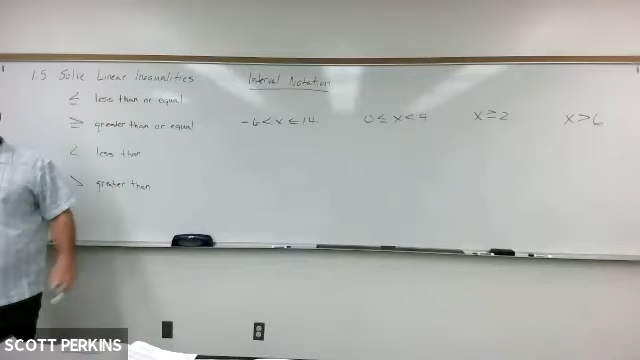 1.5 Solve Linear Inequalities
≤ less than or equal
≥ greater than or equal
< less than
> greater than
Interval Notation
-6 < x ≤ 14
0 ≤ x < 9
x ≥ 2
x > 6
SCOTT PERKINS